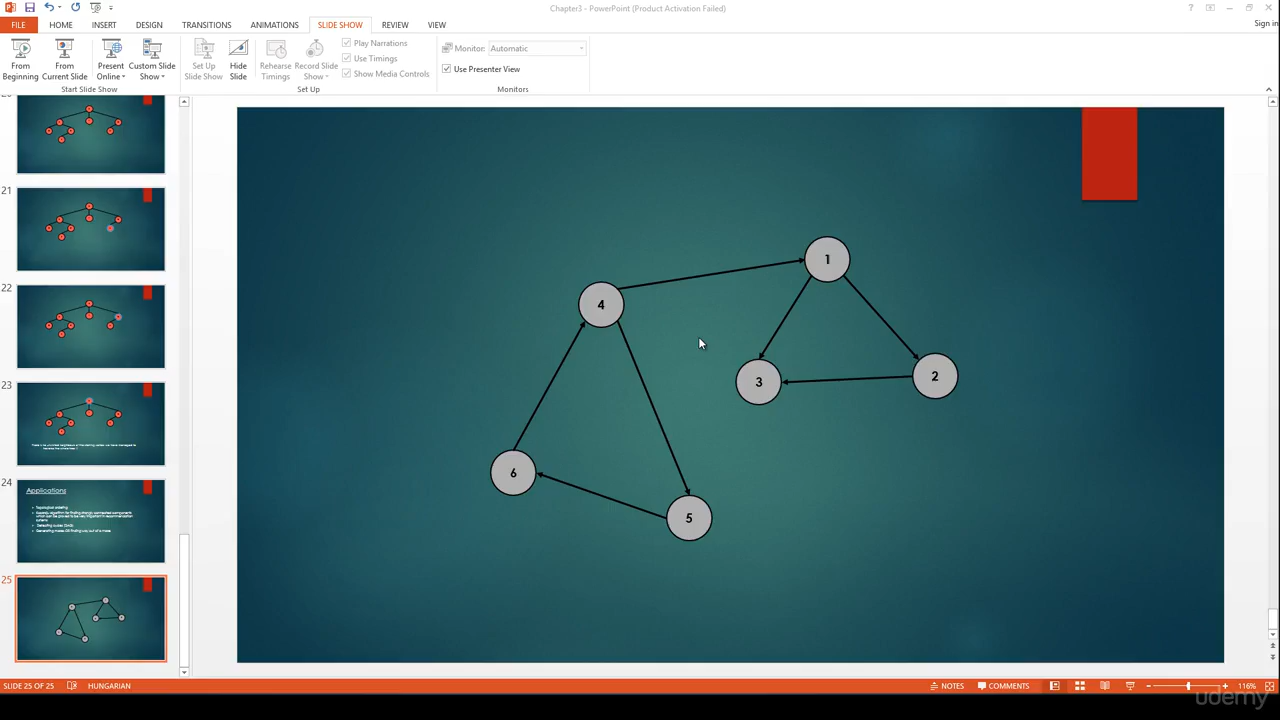 Chapter3 - PowerPoint (Product Activation Failed)
Sign in
FILE HOME INSERT DESIGN TRANSITIONS ANIMATIONS SLIDE SHOW REVIEW VIEW
From Beginning
From Current Slide
Present Online
Custom Slide Show
Start Slide Show
Set Up Slide Show
Hide Slide
Rehearse Timings
Record Slide Show
Play Narrations
Use Timings
Show Media Controls
Set Up
Monitor: Automatic
Use Presenter View
Monitors
21
22
23
24
Applications
25
1
4
3
2
6
5
SLIDE 25 OF 25 HUNGARIAN NOTES COMMENTS 116%
udemy